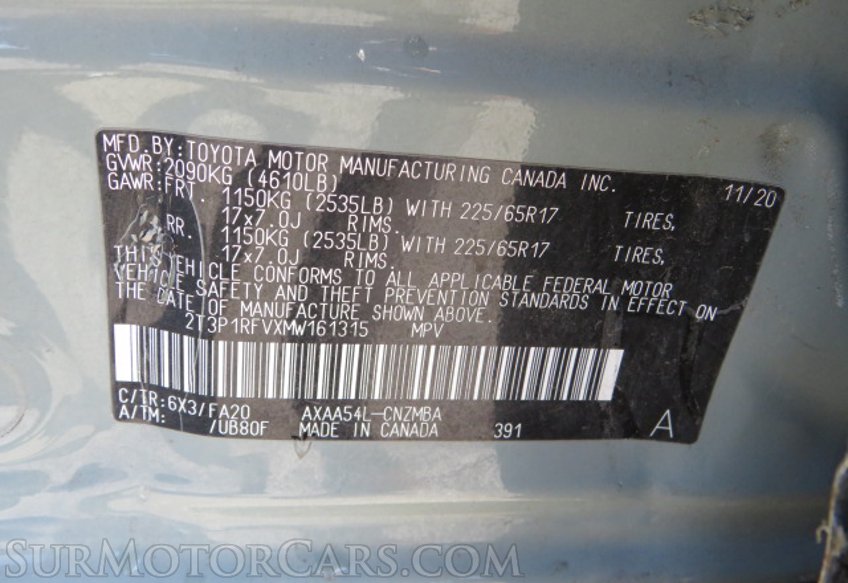 MFD. BY: TOYOTA MOTOR MANUFACTURING CANADA INC. 11/20
GVWR: 2090KG (4610LB)
GAWR: FRT. 1150KG (2535LB) WITH 225/65R17 TIRES,
17x7.0J RIMS.
RR. 1150KG (2535LB) WITH 225/65R17 TIRES,
17x7.0J RIMS.
THIS VEHICLE CONFORMS TO ALL APPLICABLE FEDERAL MOTOR
VEHICLE SAFETY AND THEFT PREVENTION STANDARDS IN EFFECT ON
THE DATE OF MANUFACTURE SHOWN ABOVE.
2T3P1RFVXMW161315 MPV
C/TR: 6X3/FA20 AXAA54L-CNZMBA
A/TM: /UB80F MADE IN CANADA 391 A
SURMOTORCARS.COM